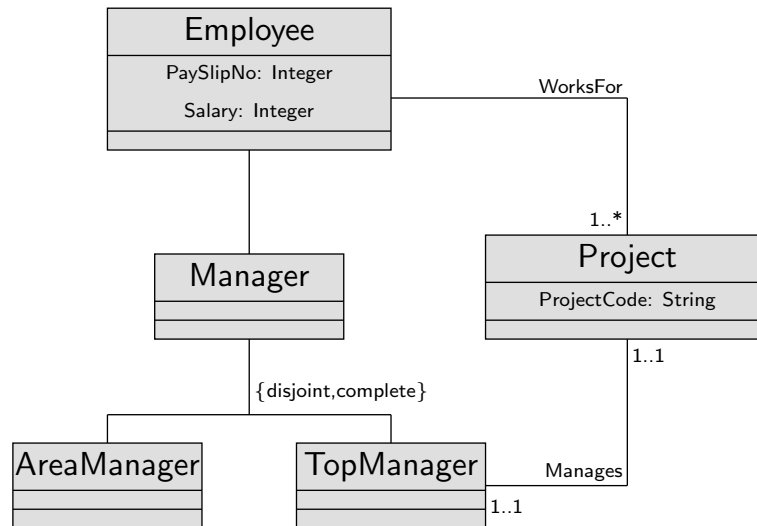 Employee
PaySlipNo: Integer
Salary: Integer
WorksFor
1..*
Manager
Project
ProjectCode: String
1..1
{disjoint,complete}
AreaManager
TopManager
Manages
1..1